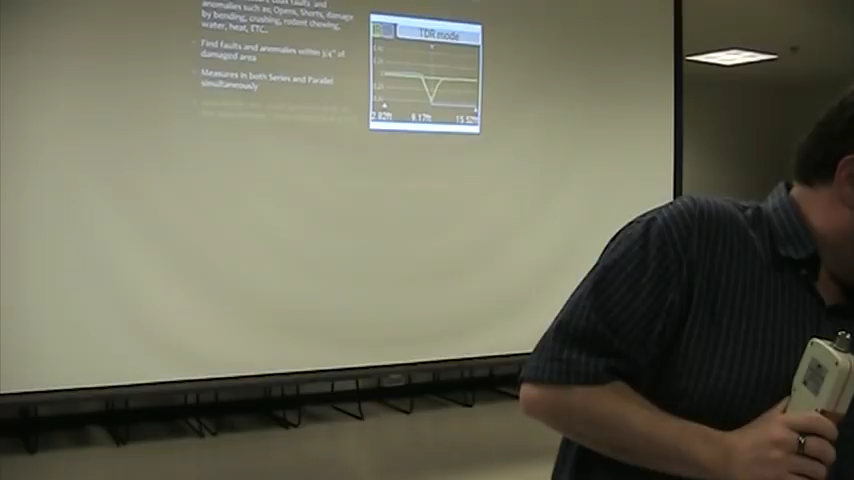 anomalies such as; Opens, Shorts, damage
by bending, crushing, rodent chewing,
water, heat, ETC.
Find faults and anomalies within 3/4" of
damaged area
Measures in both Series and Parallel
simultaneously
TDR mode
2.82ft 8.17ft 15.52ft